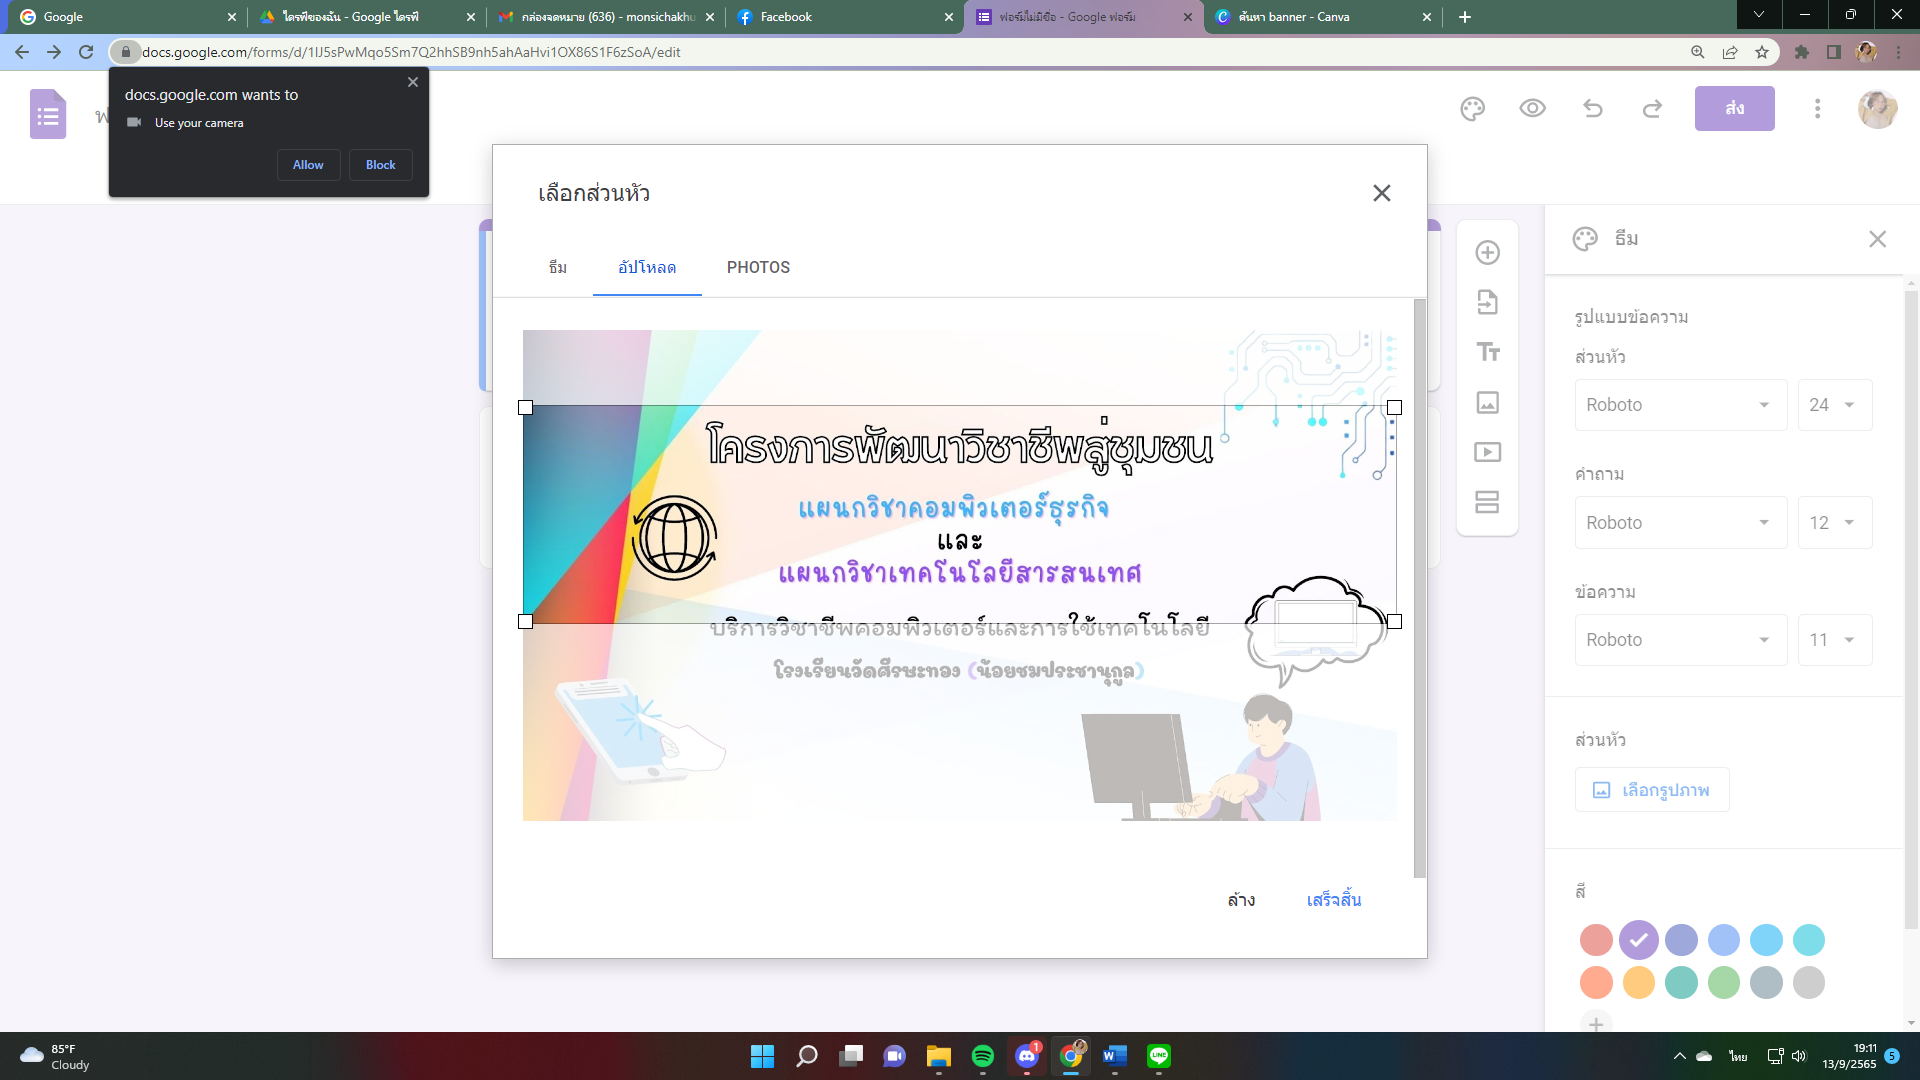 Google
ไดรฟ์ของฉัน - Google ไดรฟ์
กล่องจดหมาย (636) - monsichakhu
Facebook
ฟอร์มไม่มีชื่อ - Google ฟอร์ม
ค้นหา banner - Canva
docs.google.com/forms/d/1IJ5sPwMqo5Sm7Q2hhSB9nh5ahAaHvi1OX86S1F6zSoA/edit
docs.google.com wants to
Use your camera
Allow
Block
ส่ง
เลือกส่วนหัว
ธีม
อัปโหลด
PHOTOS
โครงการพัฒนาวิชาชีพสู่ชุมชน
แผนกวิชาคอมพิวเตอร์ธุรกิจ
และ
แผนกวิชาเทคโนโลยีสารสนเทศ
บริการวิชาชีพคอมพิวเตอร์และการใช้เทคโนโลยี
โรงเรียนวัดศีรษะทอง (น้อยชมประชานุกูล)
ล้าง
เสร็จสิ้น
ธีม
รูปแบบข้อความ
ส่วนหัว
Roboto
24
คำถาม
Roboto
12
ข้อความ
Roboto
11
ส่วนหัว
เลือกรูปภาพ
สี
85°F
Cloudy
1
ไทย
19:11
13/9/2565
5